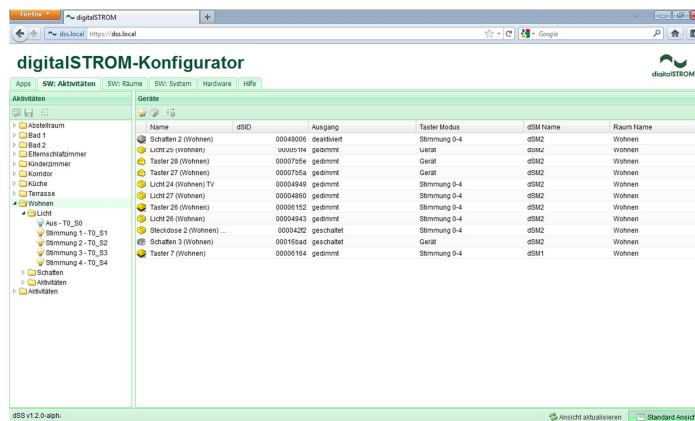 Firefox
digitalSTROM
+
dss.local https://dss.local
Google
digitalSTROM-Konfigurator
digitalSTROM
Apps SW: Aktivitäten SW: Räume SW: System Hardware Hilfe
Aktivitäten
Geräte
Name dSID Ausgang Taster Modus dSM Name Raum Name
Schatten 2 (Wohnen) 00049006 deaktiviert Stimmung 0-4 dSM2 Wohnen
Licht 25 (Wohnen) 000051f4 gedimmt Gerät dSM2 Wohnen
Taster 28 (Wohnen) 00007b5e gedimmt Gerät dSM2 Wohnen
Taster 27 (Wohnen) 00007b5a gedimmt Gerät dSM2 Wohnen
Licht 24 (Wohnen) TV 00004949 gedimmt Stimmung 0-4 dSM2 Wohnen
Licht 27 (Wohnen) 00004860 gedimmt Stimmung 0-4 dSM2 Wohnen
Taster 26 (Wohnen) 00006152 gedimmt Stimmung 0-4 dSM2 Wohnen
Licht 26 (Wohnen) 00004943 gedimmt Stimmung 0-4 dSM2 Wohnen
Steckdose 2 (Wohnen) ... 000042f2 geschaltet Stimmung 0-4 dSM2 Wohnen
Schatten 3 (Wohnen) 00016bad geschaltet Gerät dSM2 Wohnen
Taster 7 (Wohnen) 00006164 gedimmt Stimmung 0-4 dSM1 Wohnen
Abstellraum
Bad 1
Bad 2
Elternschlafzimmer
Kinderzimmer
Korridor
Küche
Terrasse
Wohnen
Licht
Aus - T0_S0
Stimmung 1 - T0_S1
Stimmung 2 - T0_S2
Stimmung 3 - T0_S3
Stimmung 4 - T0_S4
Schatten
Aktivitäten
Aktivitäten
dSS v1.2.0-alph
Ansicht aktualisieren
Standard Ansich